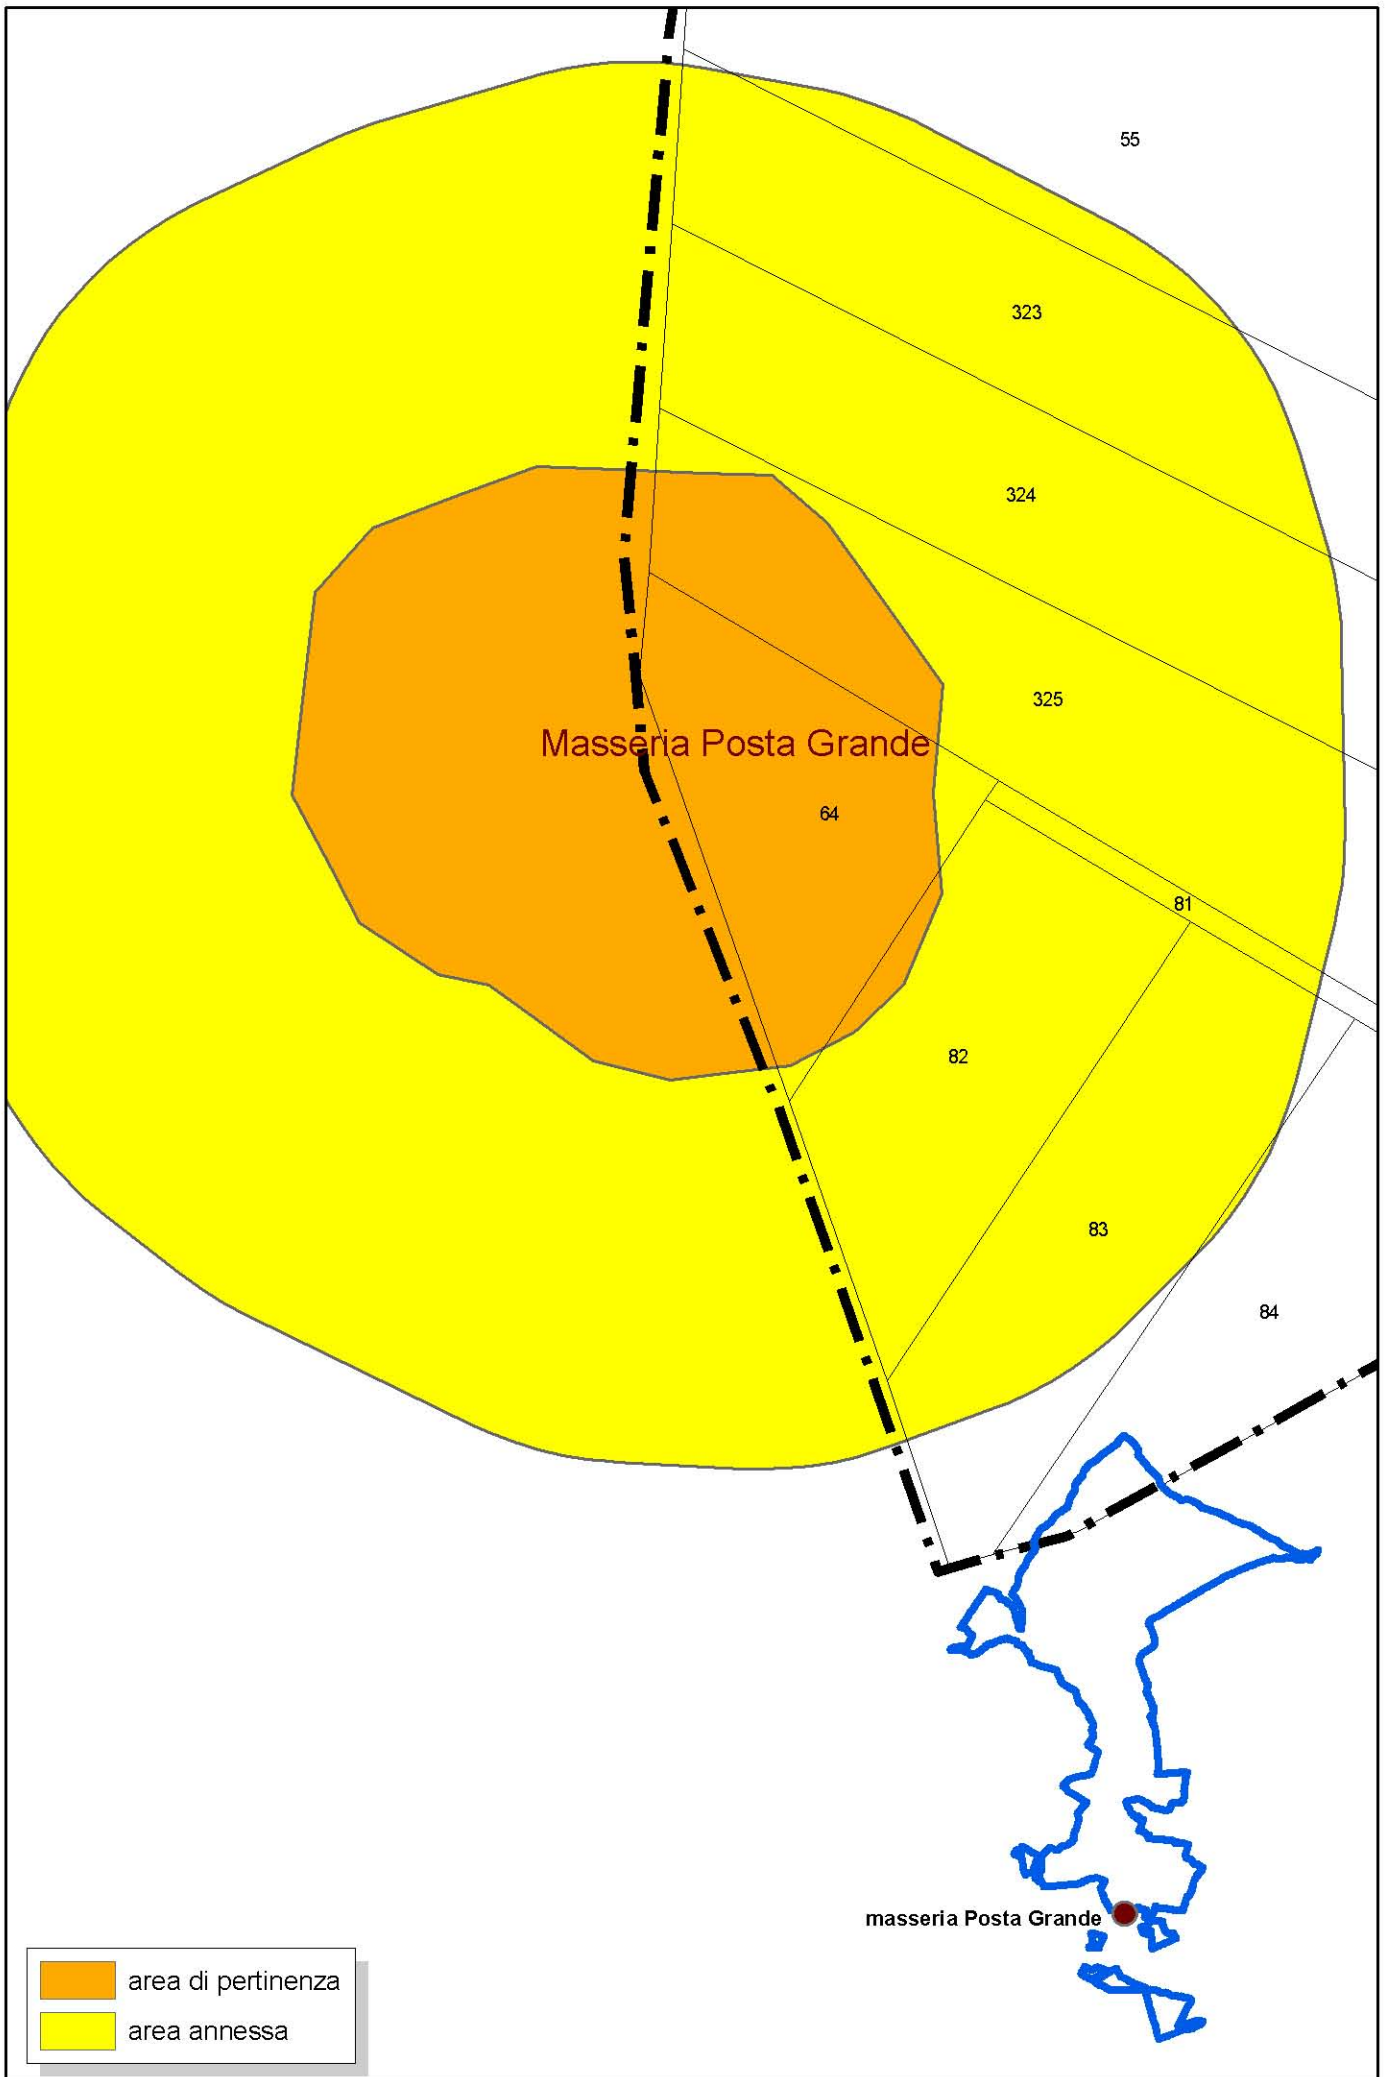 55
323
324
325
Masseria Posta Grande
64
81
82
83
84
masseria Posta Grande
area di pertinenza
area annessa